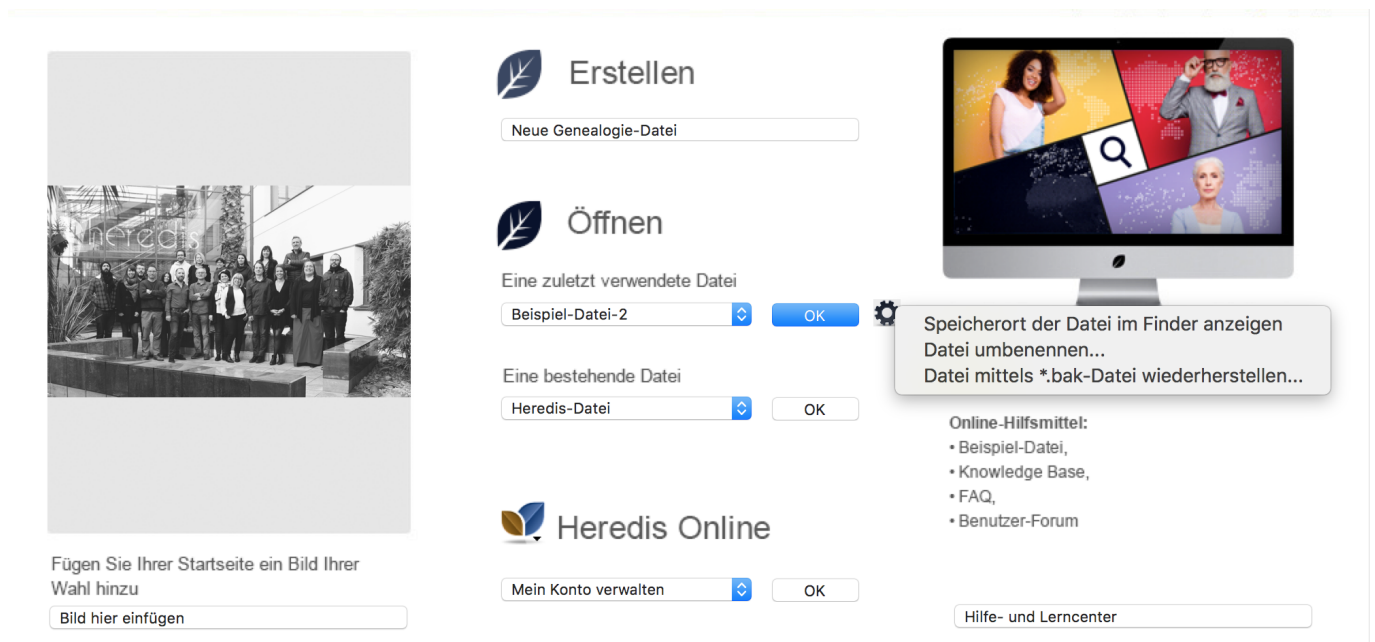 heredis
Fügen Sie Ihrer Startseite ein Bild Ihrer
Wahl hinzu
Bild hier einfügen
Erstellen
Neue Genealogie-Datei
Öffnen
Eine zuletzt verwendete Datei
Beispiel-Datei-2
OK
Eine bestehende Datei
Heredis-Datei
OK
Heredis Online
Mein Konto verwalten
OK
Speicherort der Datei im Finder anzeigen
Datei umbenennen...
Datei mittels *.bak-Datei wiederherstellen...
Online-Hilfsmittel:
• Beispiel-Datei,
• Knowledge Base,
• FAQ,
• Benutzer-Forum
Hilfe- und Lerncenter